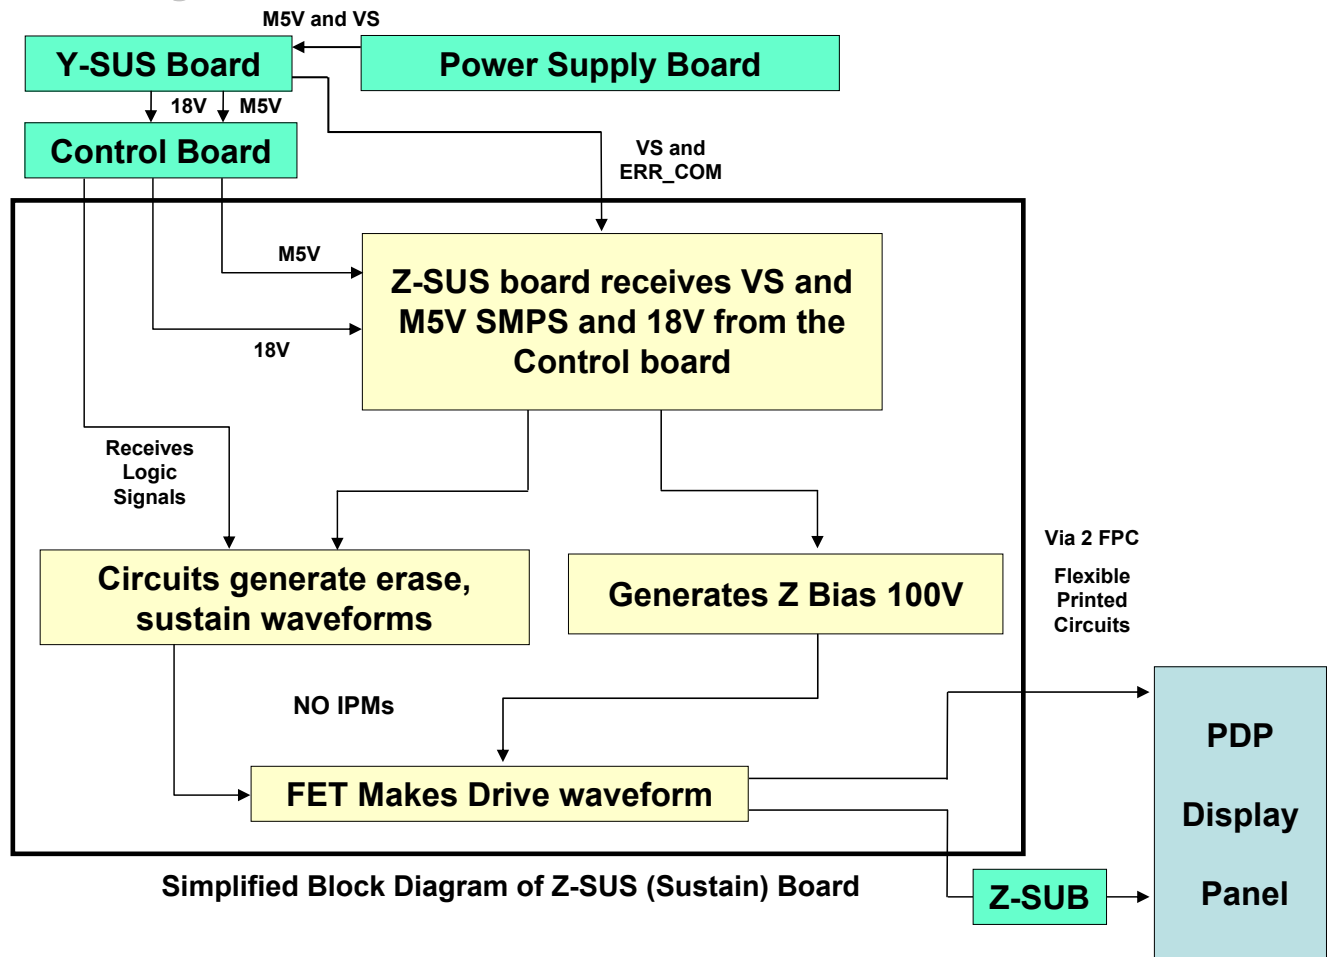 M5V and VS
Y-SUS Board
Power Supply Board
18V
M5V
Control Board
VS and
ERR_COM
M5V
Z-SUS board receives VS and
M5V SMPS and 18V from the
Control board
18V
Receives
Logic
Signals
Via 2 FPC
Flexible
Printed
Circuits
Circuits generate erase,
sustain waveforms
Generates Z Bias 100V
NO IPMs
PDP
FET Makes Drive waveform
Display
Simplified Block Diagram of Z-SUS (Sustain) Board
Z-SUB
Panel